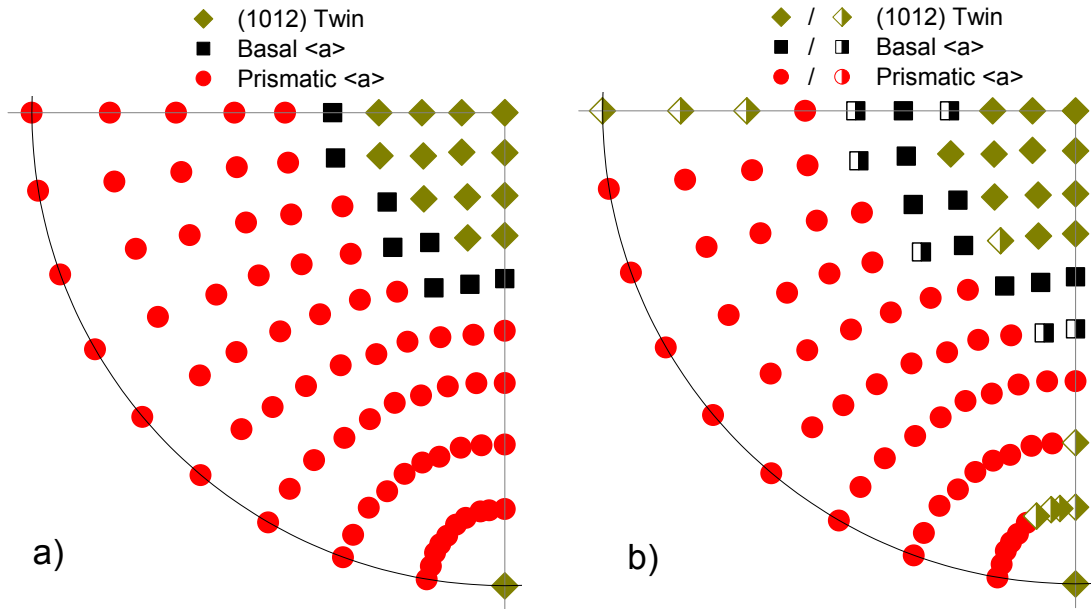 (1012) Twin
Basal <a>
Prismatic <a>
a)
/ (1012) Twin
/ Basal <a>
/ Prismatic <a>
b)